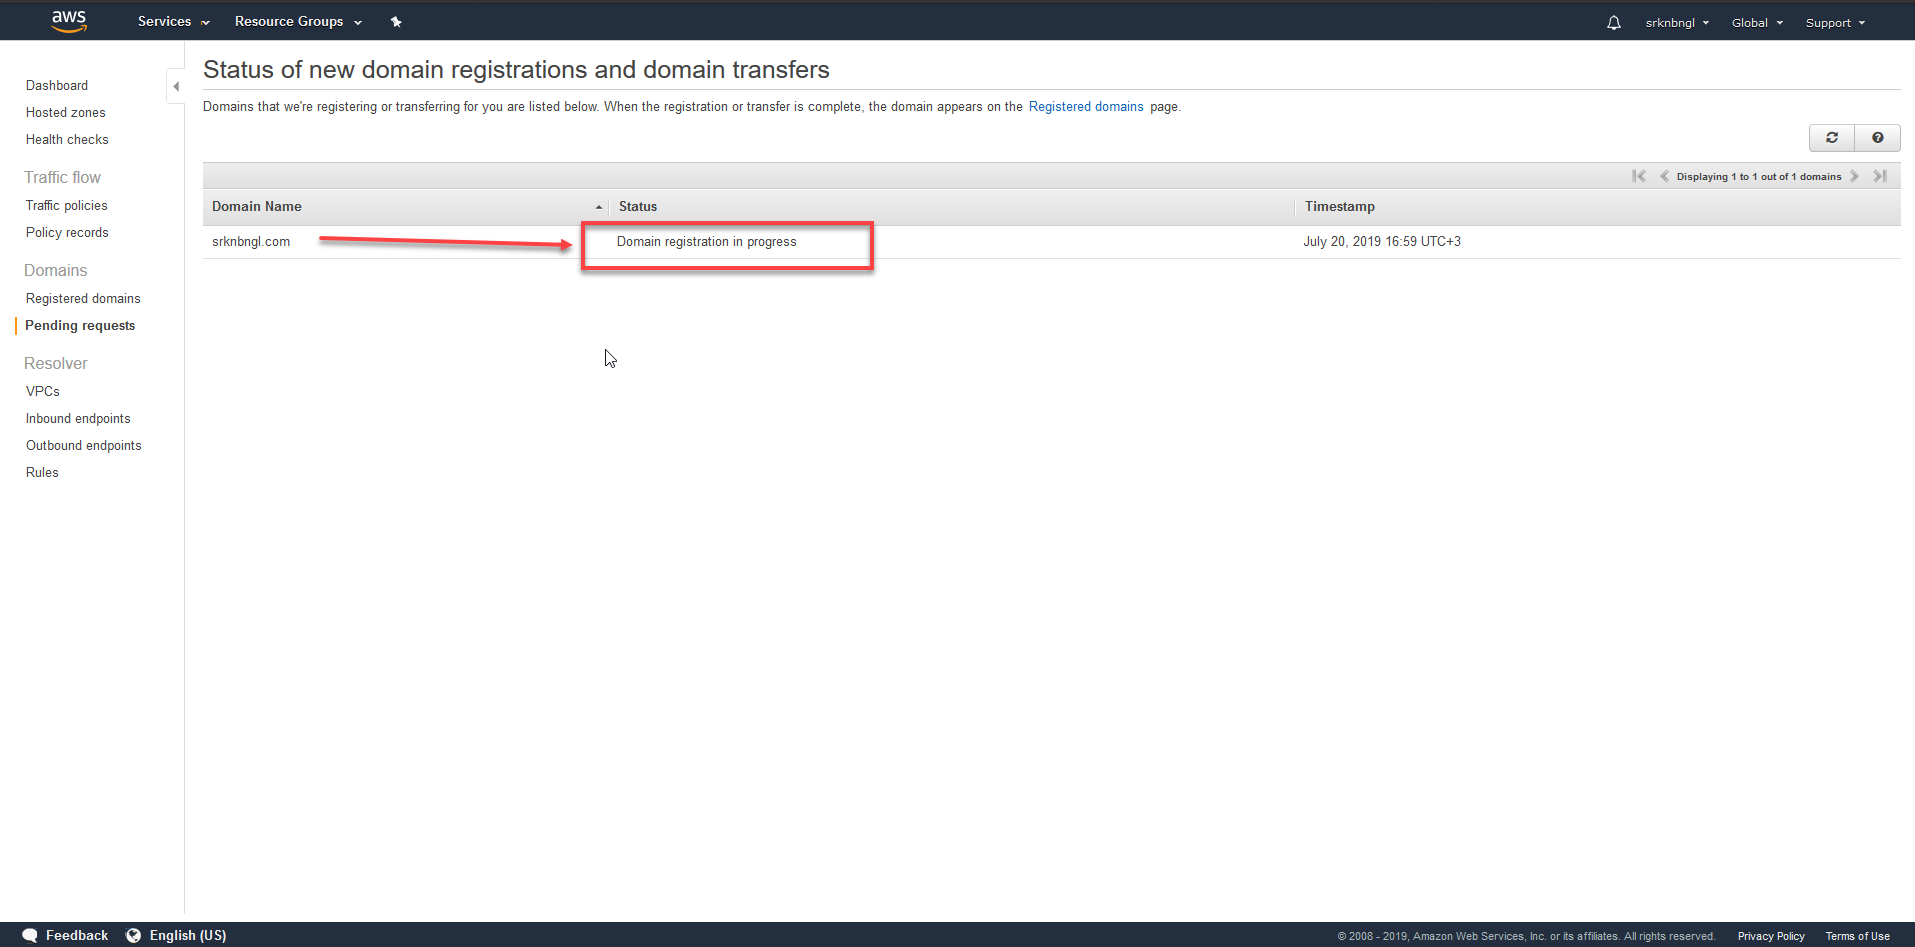 aws Services Resource Groups srknbngl Global Support
Dashboard
Hosted zones
Health checks
Traffic flow
Traffic policies
Policy records
Domains
Registered domains
Pending requests
Resolver
VPCs
Inbound endpoints
Outbound endpoints
Rules
Status of new domain registrations and domain transfers
Domains that we're registering or transferring for you are listed below. When the registration or transfer is complete, the domain appears on the Registered domains page.
Displaying 1 to 1 out of 1 domains
Domain Name Status Timestamp
srknbngl.com Domain registration in progress July 20, 2019 16:59 UTC+3
Feedback English (US) © 2008 - 2019, Amazon Web Services, Inc. or its affiliates. All rights reserved. Privacy Policy Terms of Use